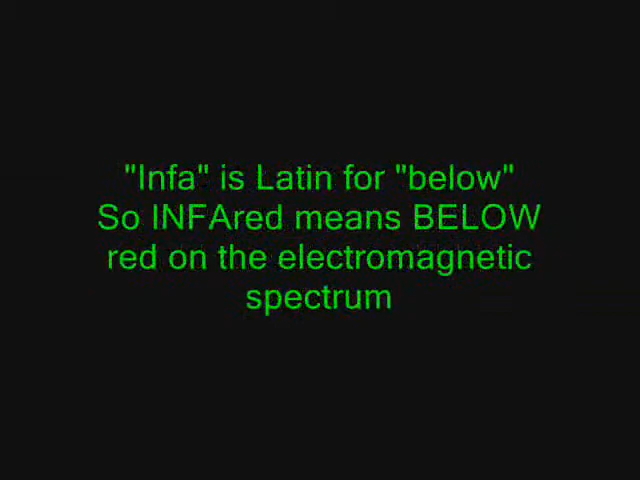 "Infa" is Latin for "below"
So INFAred means BELOW
red on the electromagnetic
spectrum